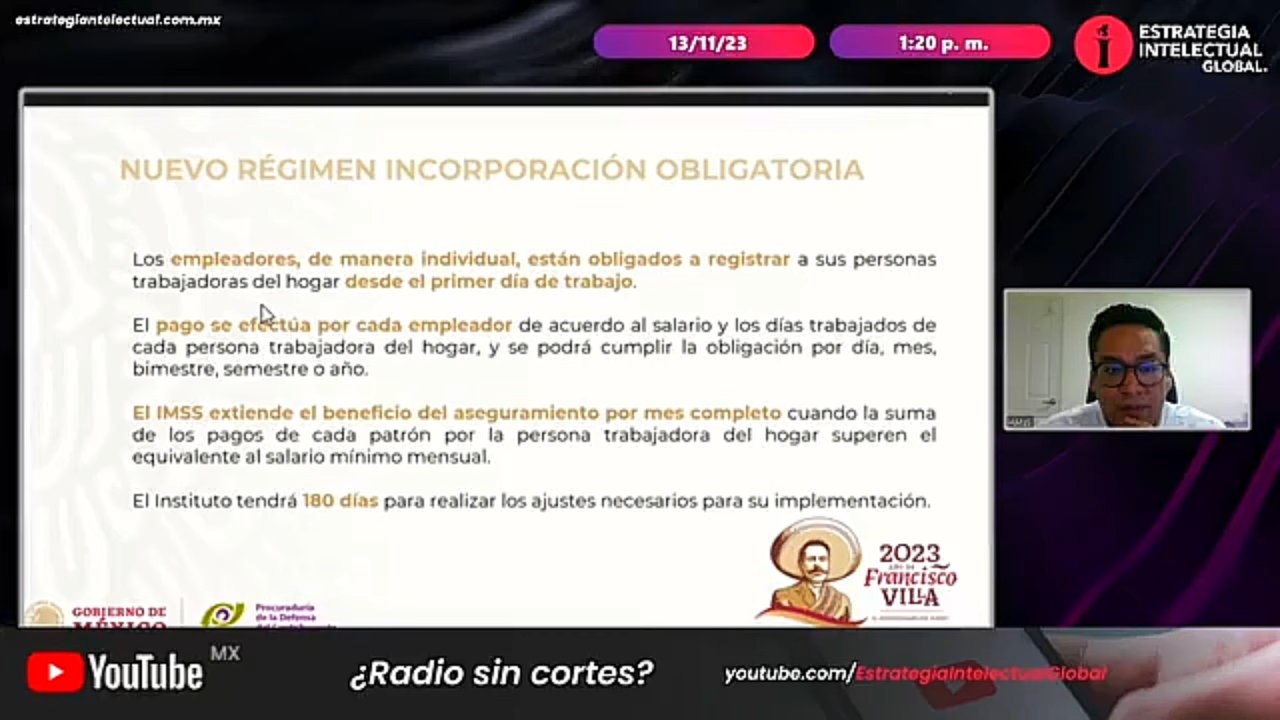 estrategiantelectual.com.mx
13/11/23
1:20 p. m.
ESTRATEGIA
INTELECTUAL
GLOBAL.
NUEVO RÉGIMEN INCORPORACIÓN OBLIGATORIA
Los empleadores, de manera individual, están obligados a registrar a sus personas
trabajadoras del hogar desde el primer día de trabajo.
El pago se efectúa por cada empleador de acuerdo al salario y los días trabajados de
cada persona trabajadora del hogar, y se podrá cumplir la obligación por día, mes,
bimestre, semestre o año.
El IMSS extiende el beneficio del aseguramiento por mes completo cuando la suma
de los pagos de cada patrón por la persona trabajadora del hogar superen el
equivalente al salario mínimo mensual.
El Instituto tendrá 180 días para realizar los ajustes necesarios para su implementación.
2023
AÑO DE
Francisco
VILLA
GOBIERNO DE
MÉXICO
Procuraduría
de la Defensa
YouTube MX
¿Radio sin cortes?
youtube.com/EstrategiaIntelectualGlobal